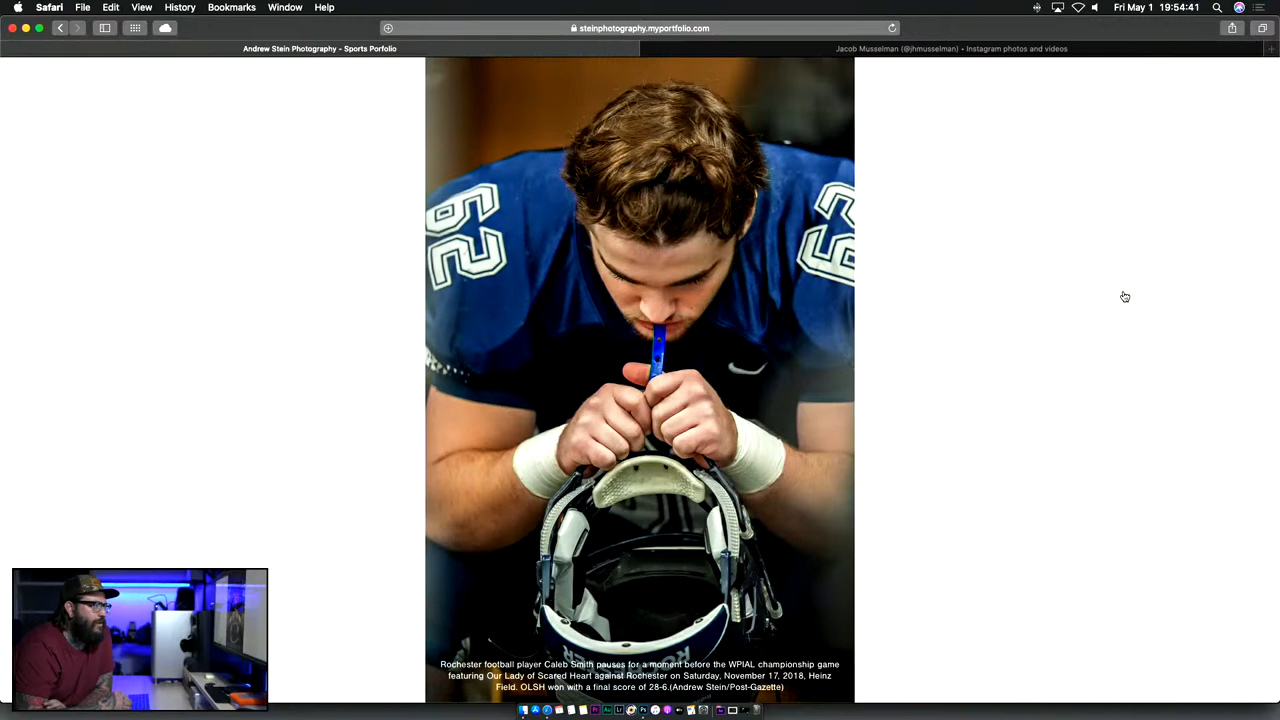 Safari File Edit View History Bookmarks Window Help Fri May 1 19:54:41
steinphotography.myportfolio.com
Andrew Stein Photography - Sports Porfolio Jacob Musselman (@jhmusselman) • Instagram photos and videos
62
62
Rochester football player Caleb Smith pauses for a moment before the WPIAL championship game
featuring Our Lady of Scared Heart against Rochester on Saturday, November 17, 2018, Heinz
Field. OLSH won with a final score of 28-6.(Andrew Stein/Post-Gazette)